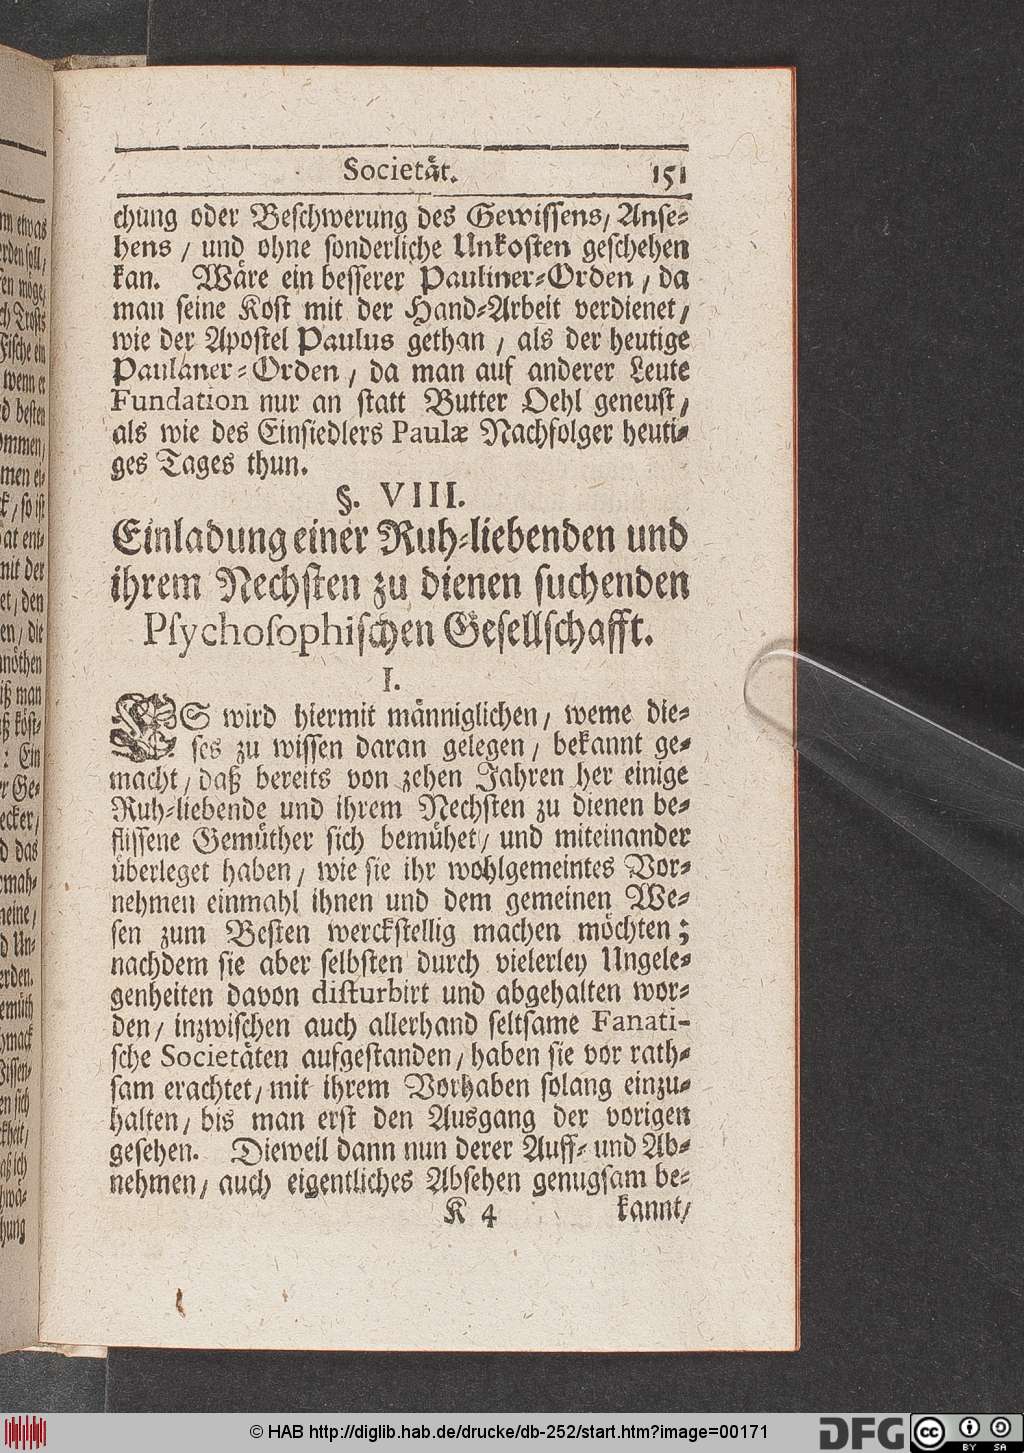 Societät. 151
chung oder Beschwerung des Gewissens/ Anse-
hens / und ohne sonderliche Unkosten geschehen
kan. Wäre ein besserer Pauliner-Orden / da
man seine Kost mit der Hand-Arbeit verdienet/
wie der Apostel Paulus gethan / als der heutige
Paulaner-Orden / da man auf anderer Leute
Fundation nur an statt Butter Oehl geneust/
als wie des Einsiedlers Paulæ Nachfolger heuti-
ges Tages thun.
§. VIII.
Einladung einer Ruh-liebenden und
ihrem Nechsten zu dienen suchenden
Psychosophischen Gesellschafft.
I.
ES wird hiermit männiglichen/ weme die-
ses zu wissen daran gelegen/ bekannt ge-
macht/ daß bereits von zehen Jahren her einige
Ruh-liebende und ihrem Nechsten zu dienen be-
flissene Gemüther sich bemühet/ und miteinander
überleget haben/ wie sie ihr wohlgemeintes Vor-
nehmen einmahl ihnen und dem gemeinen We-
sen zum Besten werckstellig machen möchten;
nachdem sie aber selbsten durch vielerley Ungele-
genheiten davon disturbirt und abgehalten wor-
den/ inzwischen auch allerhand seltsame Fanati-
sche Societäten aufgestanden/ haben sie vor rath-
sam erachtet/ mit ihrem Vorhaben solang einzu-
halten/ bis man erst den Ausgang der vorigen
gesehen. Dieweil dann nun derer Auff- und Ab-
nehmen/ auch eigentliches Absehen genugsam be-
K 4 kannt/
© HAB http://diglib.hab.de/drucke/db-252/start.htm?image=00171
DFG cc BY SA